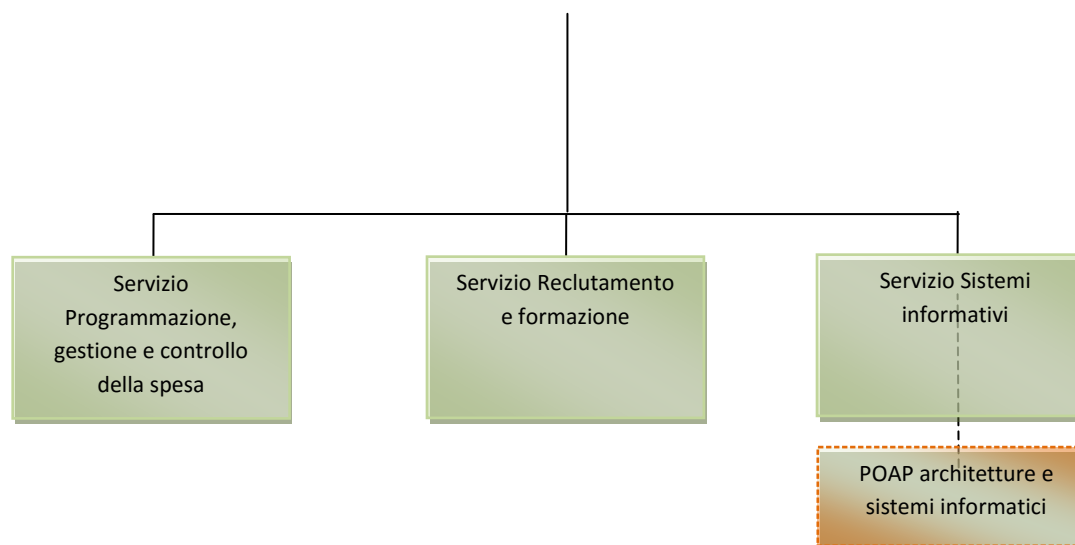 Servizio
Programmazione,
gestione e controllo
della spesa
Servizio Reclutamento
e formazione
Servizio Sistemi
informativi
POAP architetture e
sistemi informatici